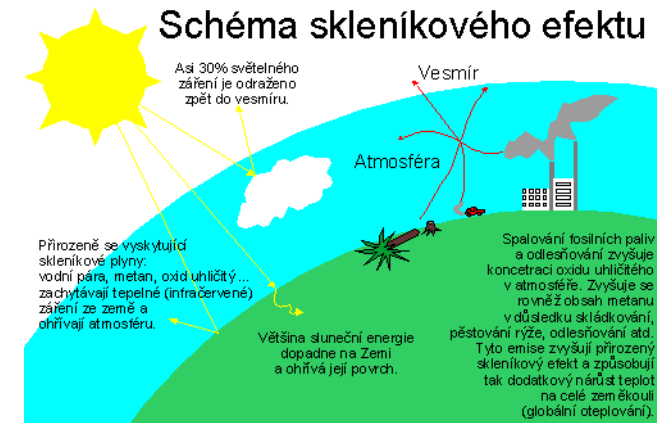 Schéma skleníkového efektu
Asi 30% světelného
záření je odraženo
zpět do vesmíru.
Vesmír
Atmosféra
Přirozeně se vyskytující
skleníkové plyny:
vodní pára, metan, oxid uhličitý ...
zachytávají tepelné (infračervené)
záření ze země a
ohřívají atmosféru.
Většina sluneční energie
dopadne na Zemi
a ohřívá její povrch.
Spalování fosilních paliv
a odlesňování zvyšuje
koncetraci oxidu uhličitého
v atmosféře. Zvyšuje se
rovněž obsah metanu
v důsledku skládkování,
pěstování rýže, odlesňování atd.
Tyto emise zvyšují přirozený
skleníkový efekt a způsobují
tak dodatkový nárůst teplot
na celé zeměkouli
(globální oteplování).